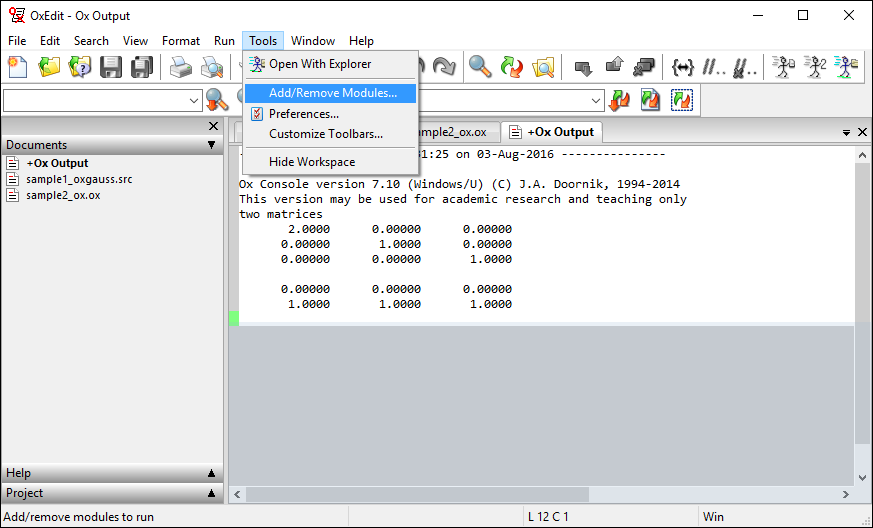 OxEdit - Ox Output
File Edit Search View Format Run Tools Window Help
Open With Explorer
Add/Remove Modules...
Preferences...
Customize Toolbars...
Hide Workspace
Documents
+Ox Output
sample1_oxgauss.src
sample2_ox.ox
Help
Project
ample2_ox.ox
+Ox Output
31:25 on 03-Aug-2016 ---------------
Ox Console version 7.10 (Windows/U) (C) J.A. Doornik, 1994-2014
This version may be used for academic research and teaching only
two matrices
2.0000 0.00000 0.00000
0.00000 1.0000 0.00000
0.00000 0.00000 1.0000
0.00000 0.00000 0.00000
1.0000 1.0000 1.0000
Add/remove modules to run
L 12 C 1
Win